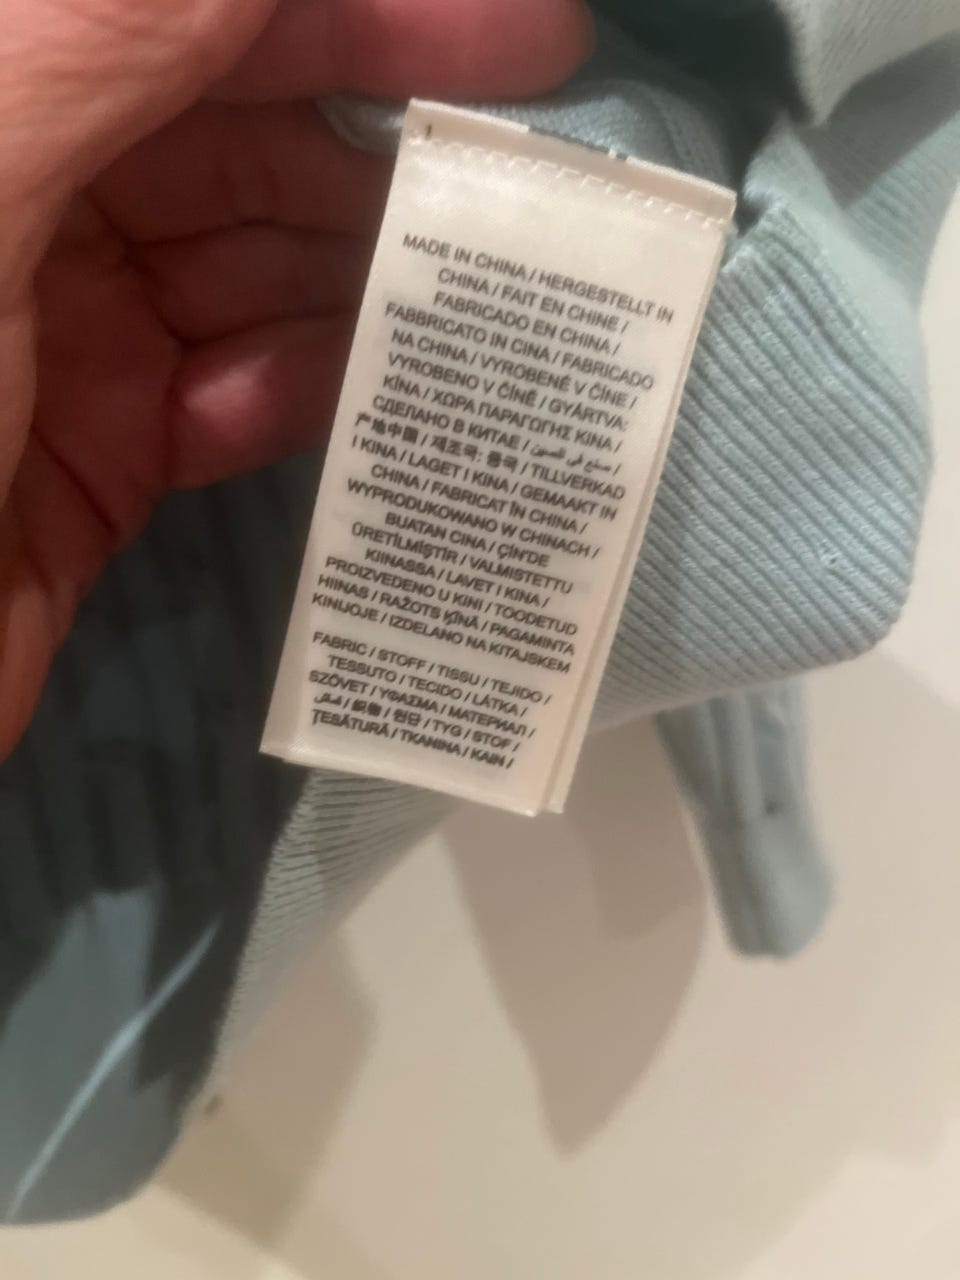 MADE IN CHINA / HERGESTELLT IN
CHINA / FAIT EN CHINE /
FABRICADO EN CHINA /
FABBRICATO IN CINA / FABRICADO
NA CHINA / VYROBENÉ V ČÍNE /
VYROBENO V ČÍNĚ / GYÁRTVA:
KÍNA / ΧΩΡΑ ΠΑΡΑΓΩΓΗΣ ΚΙΝΑ /
СДЕЛАНО В КИТАЕ / صنع في الصين /
产地中国 / 제조국: 중국 / TILLVERKAD
I KINA / LAGET I KINA / GEMAAKT IN
CHINA / FABRICAT ÎN CHINA /
WYPRODUKOWANO W CHINACH /
BUATAN CINA / ÇİN'DE
ÜRETİLMİŞTİR / VALMISTETTU
KIINASSA / LAVET I KINA /
PROIZVEDENO U KINI / TOODETUD
HIINAS / RAŽOTS ĶĪNĀ / PAGAMINTA
KINIJOJE / IZDELANO NA KITAJSKEM
FABRIC / STOFF / TISSU / TEJIDO /
TESSUTO / TECIDO / LÁTKA /
SZÖVET / ΥΦΑΣΜΑ / МАТЕРИАЛ /
قماش / 織物 / 원단 / TYG / STOF /
ȚESĂTURĂ / TKANINA / KAIN /